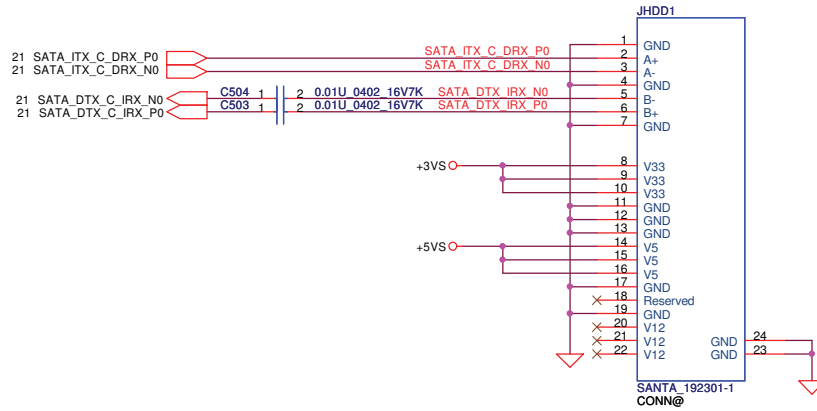 JHDD1
1 GND
21 SATA_ITX_C_DRX_P0 SATA_ITX_C_DRX_P0 2 A+
21 SATA_ITX_C_DRX_N0 SATA_ITX_C_DRX_N0 3 A-
4 GND
21 SATA_DTX_C_IRX_N0 C504 1 2 0.01U_0402_16V7K SATA_DTX_IRX_N0 5 B-
21 SATA_DTX_C_IRX_P0 C503 1 2 0.01U_0402_16V7K SATA_DTX_IRX_P0 6 B+
7 GND
+3VS 8 V33
9 V33
10 V33
11 GND
12 GND
13 GND
+5VS 14 V5
15 V5
16 V5
17 GND
18 Reserved
19 GND
20 V12
21 V12 GND 24
22 V12 GND 23
SANTA_192301-1
CONN@